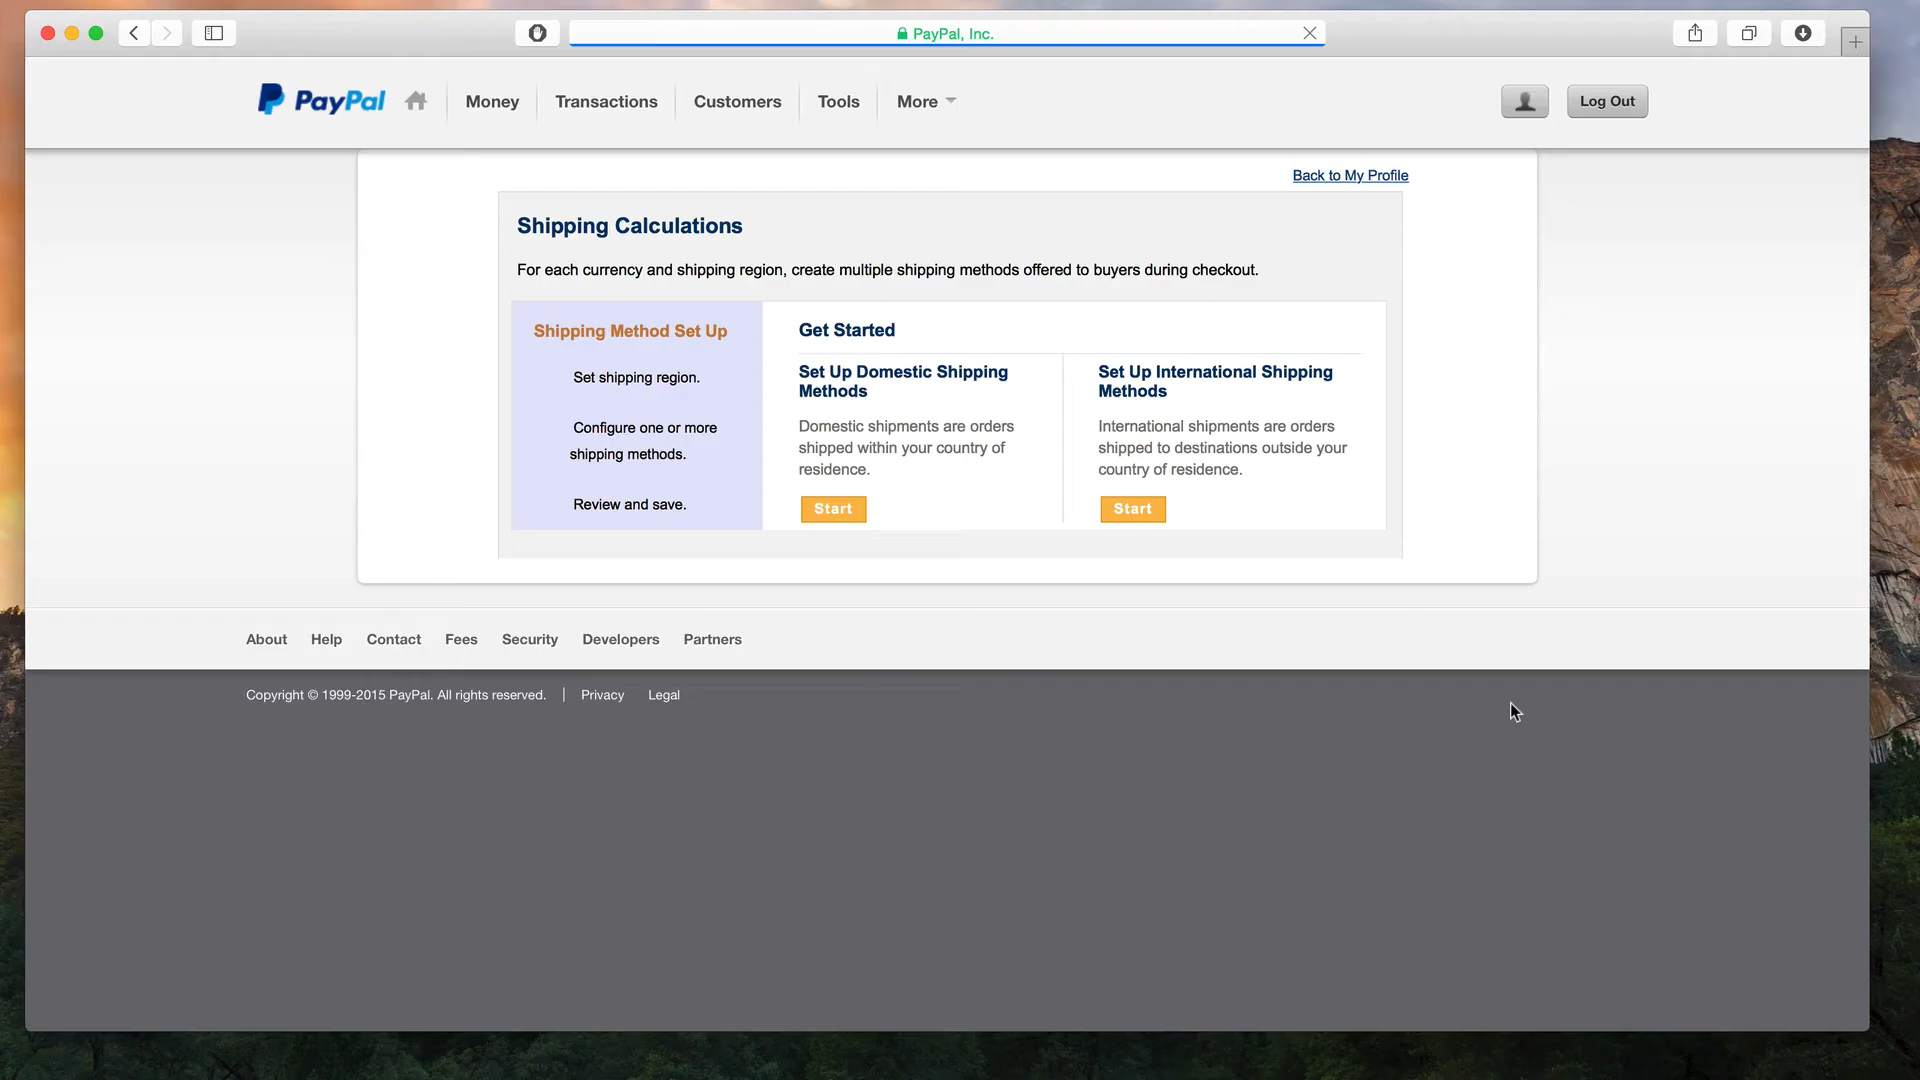 PayPal, Inc.
PayPal
Money
Transactions
Customers
Tools
More
Log Out
Back to My Profile
Shipping Calculations
For each currency and shipping region, create multiple shipping methods offered to buyers during checkout.
Shipping Method Set Up
Set shipping region.
Configure one or more
shipping methods.
Review and save.
Get Started
Set Up Domestic Shipping
Methods
Domestic shipments are orders
shipped within your country of
residence.
Start
Set Up International Shipping
Methods
International shipments are orders
shipped to destinations outside your
country of residence.
Start
About Help Contact Fees Security Developers Partners
Copyright © 1999-2015 PayPal. All rights reserved. | Privacy Legal